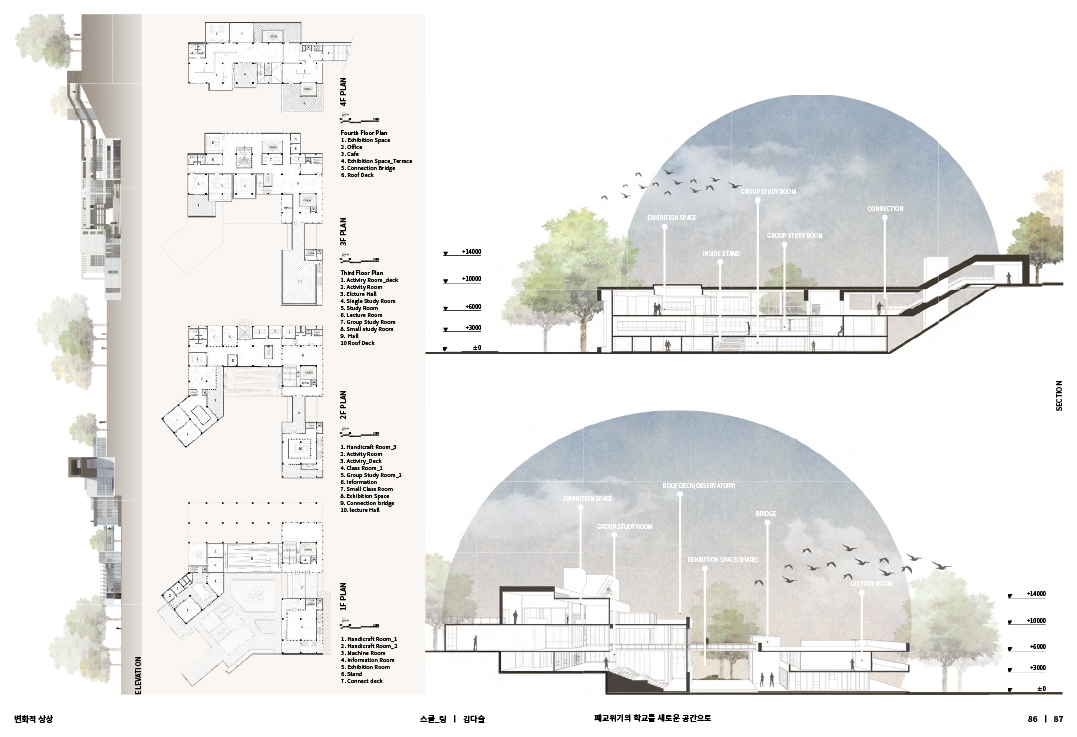 4F PLAN
Fourth Floor Plan
1. Exhibition Space
2. Office
3. Cafe
4. Exhibition Space_Terrace
5. Connection Bridge
6. Roof Deck
3F PLAN
Third Floor Plan
1. Activiry Room_deck
2. Activity Room
3. Elcture Hall
4. Single Study Room
5. Study Room
6. Lecture Room
7. Group Study Room
8. Small study Room
9. Hall
10 Roof Deck
2F PLAN
1. Handicraft Room_3
2. Activity Room
3. Activiry_Deck
4. Class Room_1
5. Group Study Room_1
6. Information
7. Small Class Room
8. Exhibition Space
9. Connection bridge
10. lecture Hall
1F PLAN
1. Handicraft Room_1
2. Handicraft Room_2
3. Machine Room
4. Information Room
5. Exhibition Room
6. Stand
7. Connect deck
ELEVATION
GROUP STUDY ROOM
EXHIBITION SPACE
CONNECTION
GROUP STUDY ROOM
INSIDE STAND
+14000
+10000
+6000
+3000
±0
SECTION
ROOF DECK(OBSERVATORY)
EXHIBITION SPACE
BRIDGE
GROUP STUDY ROOM
EXHIBITION SPACE(SHARE)
LECTURE ROOM
+14000
+10000
+6000
+3000
±0
변화적 상상
스쿨_링 | 김다슬
폐교위기의 학교를 새로운 공간으로
86 | 87